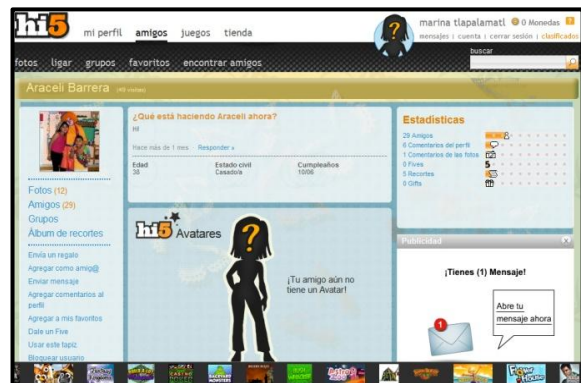 hi5 mi perfil amigos juegos tienda
marina tlapalamatl 0 Monedas
mensajes | cuenta | cerrar sesión | clasificados
buscar
fotos ligar grupos favoritos encontrar amigos
Araceli Barrera
Fotos (12)
Amigos (29)
Grupos
Álbum de recortes
Envía un regalo
Agregar como amig@
Enviar mensaje
Agregar comentarios al
perfil
Agregar a mis favoritos
Dale un Five
Usar este tapiz
Bloquear usuario
¿Qué está haciendo Araceli ahora?
Hi!
Hace más de 1 mes Responder »
Edad Estado civil Cumpleaños
38 Casado/a 10/06
hi5 Avatares
?
¡Tu amigo aún no
tiene un Avatar!
Estadísticas
29 Amigos
6 Comentarios del perfil
1 Comentarios de las fotos
0 Fives 5
5 Recortes
0 Gifts
Publicidad
¡Tienes (1) Mensaje!
1
Abre tu
mensaje ahora